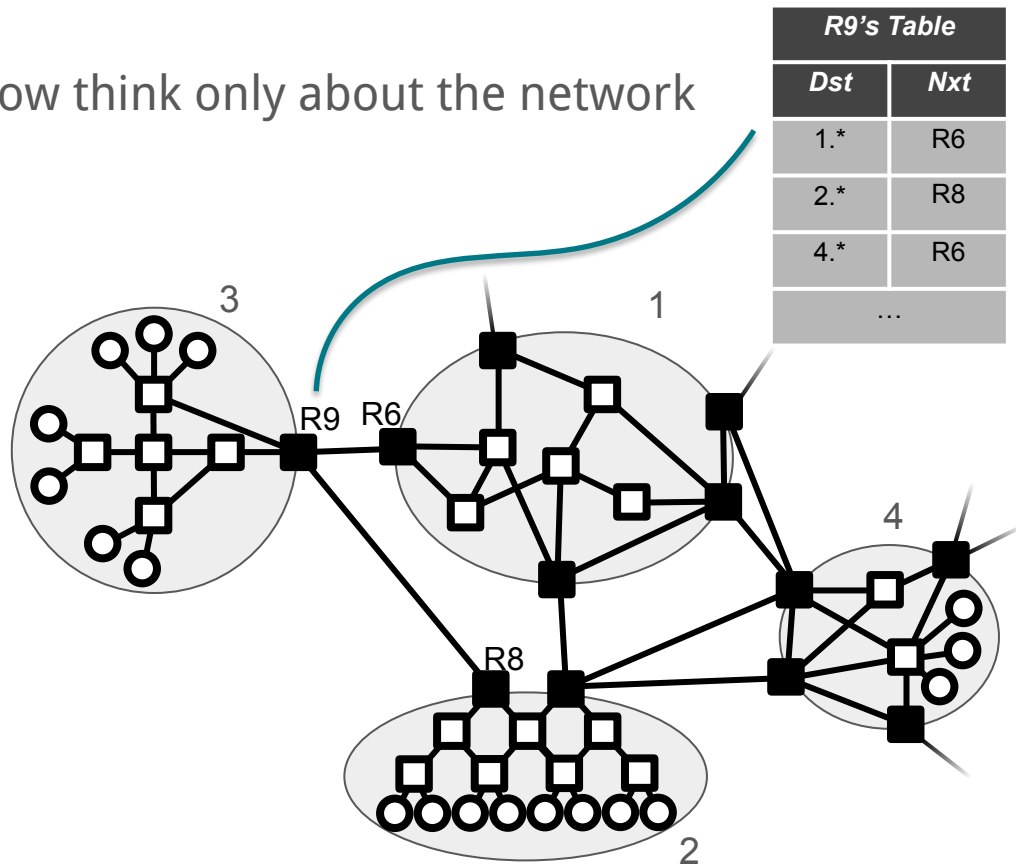 R9's Table
ow think only about the network
Dst Nxt
1.* R6
2.* R8
4.* R6
…
3
1
R9 R6
4
R8
2